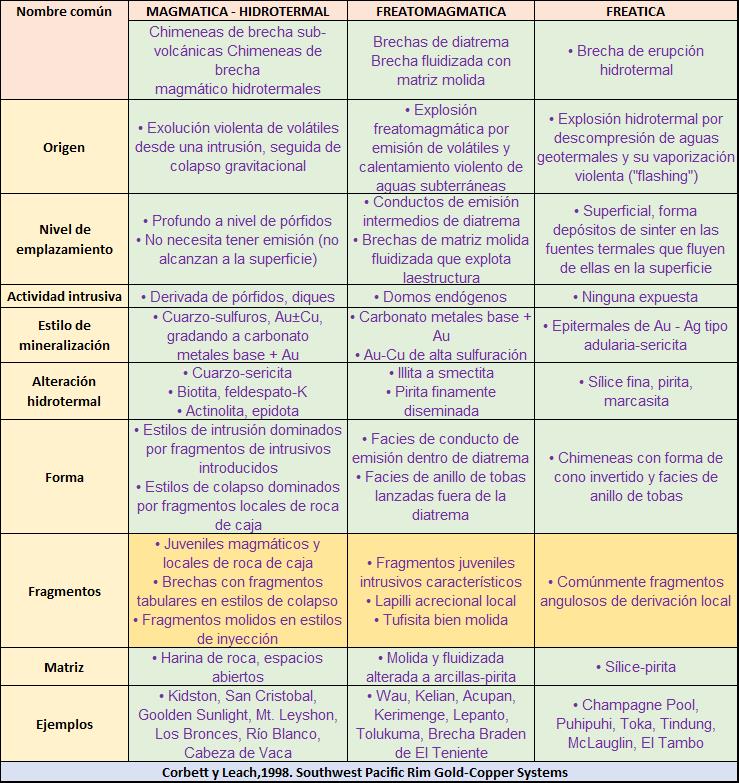 Nombre común
MAGMATICA - HIDROTERMAL
FREATOMAGMATICA
FREATICA
Chimeneas de brecha sub-
volcánicas Chimeneas de
brecha
magmático hidrotermales
Brechas de diatrema
Brecha fluidizada con
matriz molida
• Brecha de erupción
hidrotermal
Origen
• Exolución violenta de volátiles
desde una intrusión, seguida de
colapso gravitacional
• Explosión
freatomagmática por
emisión de volátiles y
calentamiento violento de
aguas subterráneas
• Explosión hidrotermal por
descompresión de aguas
geotermales y su vaporización
violenta ("flashing")
Nivel de
emplazamiento
• Profundo a nivel de pórfidos
• No necesita tener emisión (no
alcanzan a la superficie)
• Conductos de emisión
intermedios de diatrema
• Brechas de matriz molida
fluidizada que explota
laestructura
• Superficial, forma
depósitos de sinter en las
fuentes termales que fluyen
de ellas en la superficie
Actividad intrusiva
• Derivada de pórfidos, diques
• Domos endógenos
• Ninguna expuesta
Estilo de
mineralización
• Cuarzo-sulfuros, Au±Cu,
gradando a carbonato
metales base + Au
• Carbonato metales base +
Au
• Au-Cu de alta sulfuración
• Epitermales de Au - Ag tipo
adularia-sericita
Alteración
hidrotermal
• Cuarzo-sericita
• Biotita, feldespato-K
• Actinolita, epidota
• Illita a smectita
• Pirita finamente
diseminada
• Sílice fina, pirita,
marcasita
Forma
• Estilos de intrusión dominados
por fragmentos de intrusivos
introducidos
• Estilos de colapso dominados
por fragmentos locales de roca
de caja
• Facies de conducto de
emisión dentro de diatrema
• Facies de anillo de tobas
lanzadas fuera de la
diatrema
• Chimeneas con forma de
cono invertido y facies de
anillo de tobas
Fragmentos
• Juveniles magmáticos y
locales de roca de caja
• Brechas con fragmentos
tabulares en estilos de colapso
• Fragmentos molidos en estilos
de inyección
• Fragmentos juveniles
intrusivos característicos
• Lapilli acrecional local
• Tufisita bien molida
• Comúnmente fragmentos
angulosos de derivación local
Matriz
• Harina de roca, espacios
abiertos
• Molida y fluidizada
alterada a arcillas-pirita
• Sílice-pirita
Ejemplos
• Kidston, San Cristobal,
Goolden Sunlight, Mt. Leyshon,
Los Bronces, Río Blanco,
Cabeza de Vaca
• Wau, Kelian, Acupan,
Kerimenge, Lepanto,
Tolukuma, Brecha Braden
de El Teniente
• Champagne Pool,
Puhipuhi, Toka, Tindung,
McLaughlin, El Tambo
Corbett y Leach,1998. Southwest Pacific Rim Gold-Copper Systems